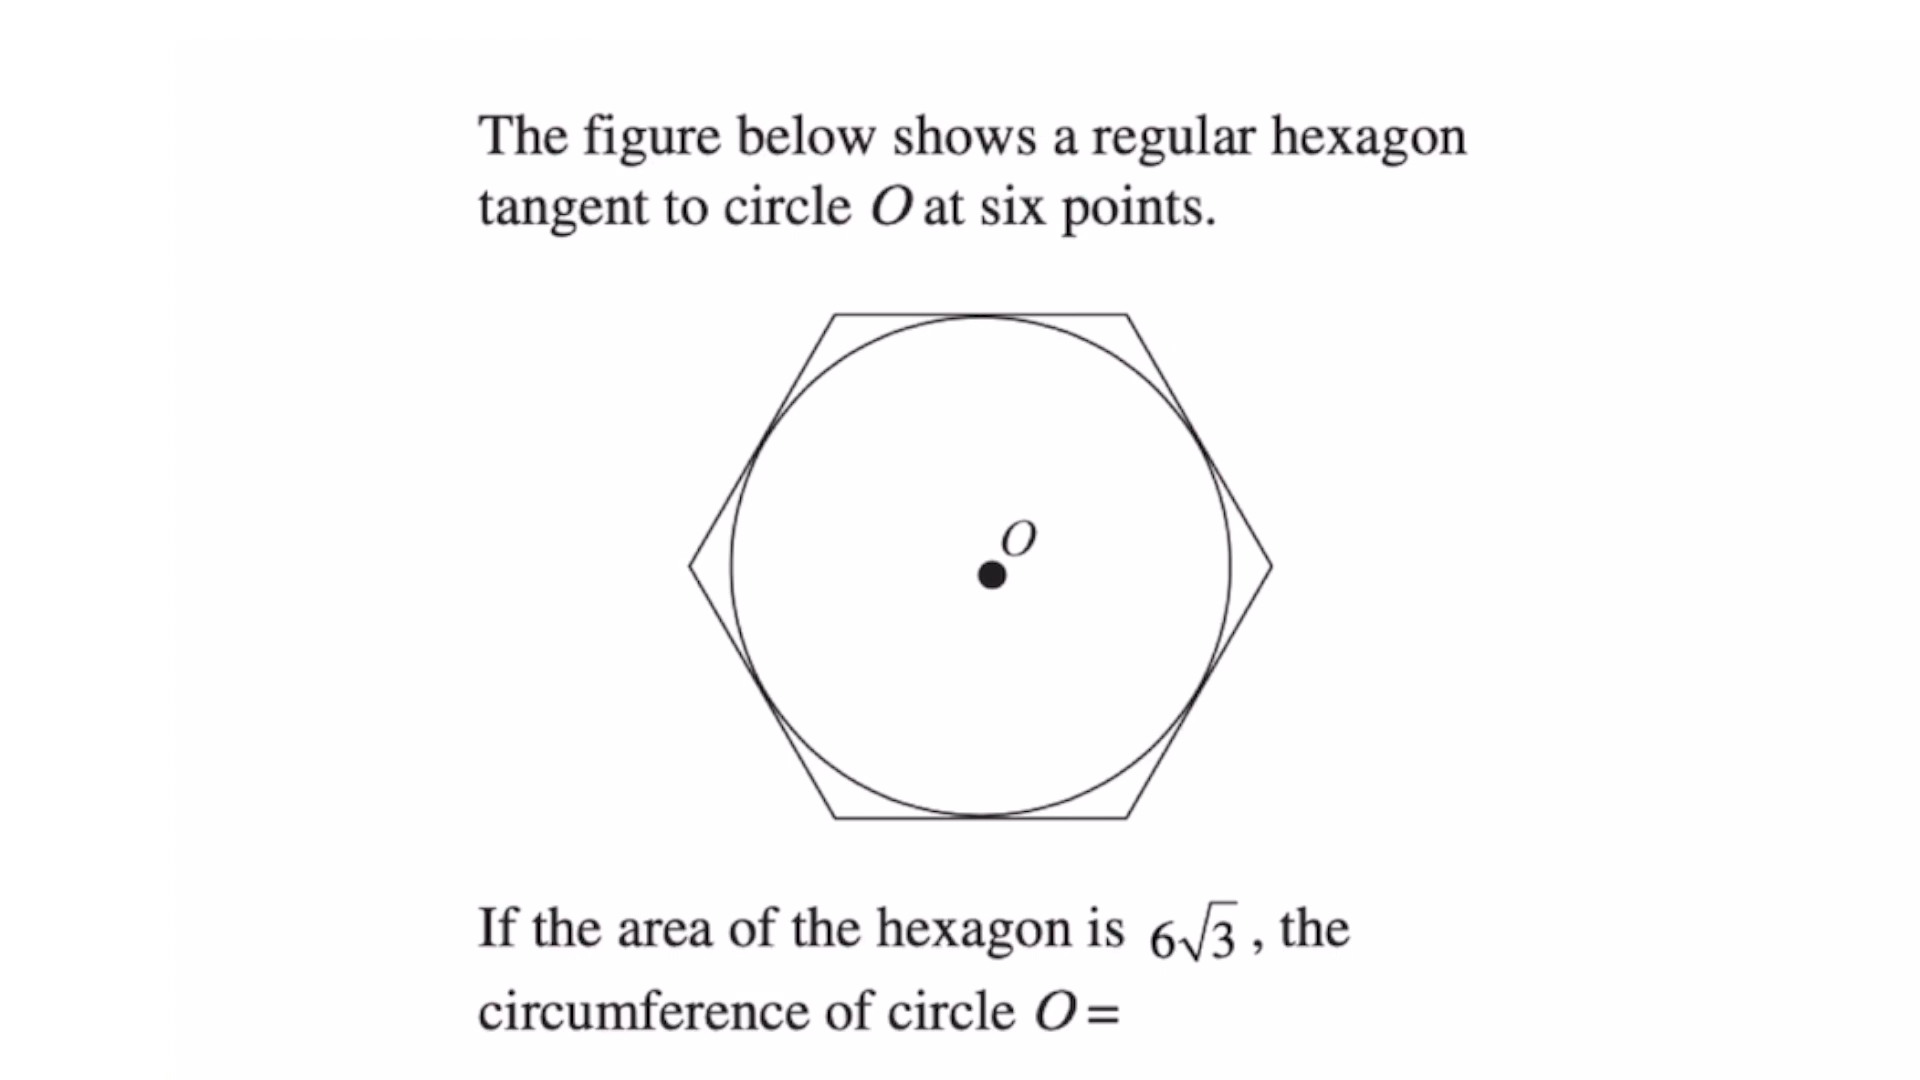 The figure below shows a regular hexagon
tangent to circle O at six points.
O
If the area of the hexagon is 6√3, the
circumference of circle O =